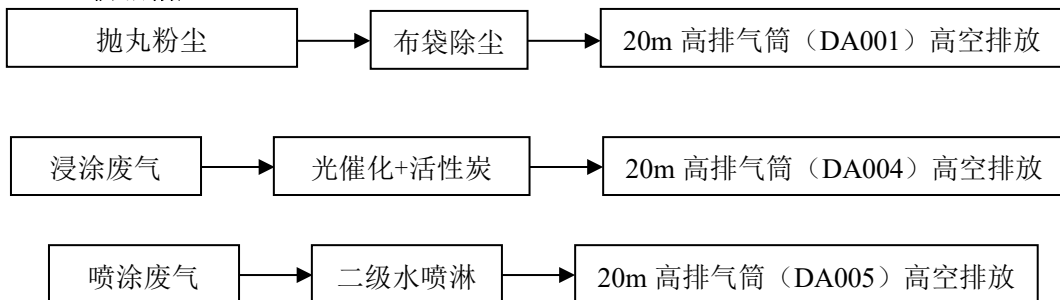 抛丸粉尘 布袋除尘 20m 高排气筒（DA001）高空排放
浸涂废气 光催化+活性炭 20m 高排气筒（DA004）高空排放
喷涂废气 二级水喷淋 20m 高排气筒（DA005）高空排放